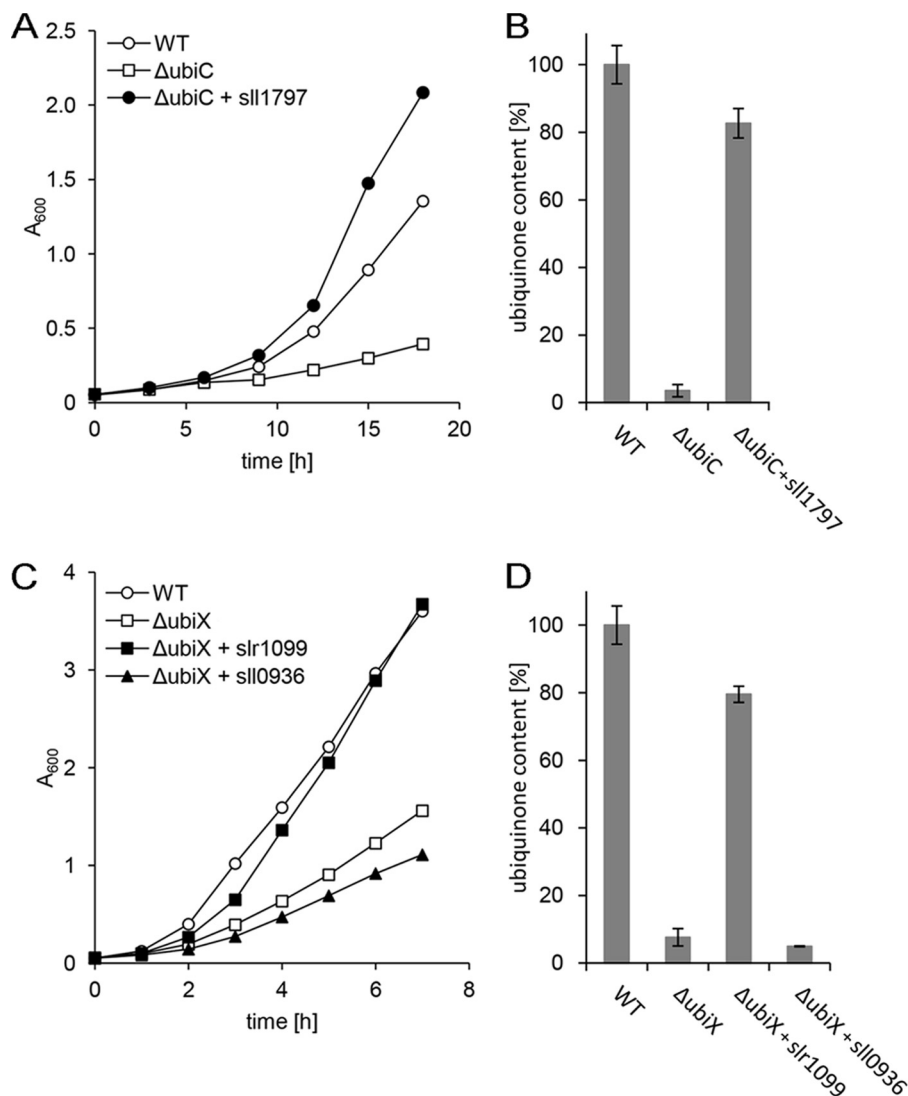 A
WT
ΔubiC
ΔubiC + sll1797
2.5
2.0
1.5
1.0
0.5
0
A600
0 5 10 15 20
time [h]
B
100
80
60
40
20
0
ubiquinone content [%]
WT
ΔubiC
ΔubiC+sll1797
C
WT
ΔubiX
ΔubiX + slr1099
ΔubiX + sll0936
4
3
2
1
0
A600
0 2 4 6 8
time [h]
D
100
80
60
40
20
0
ubiquinone content [%]
WT
ΔubiX
ΔubiX+slr1099
ΔubiX+sll0936